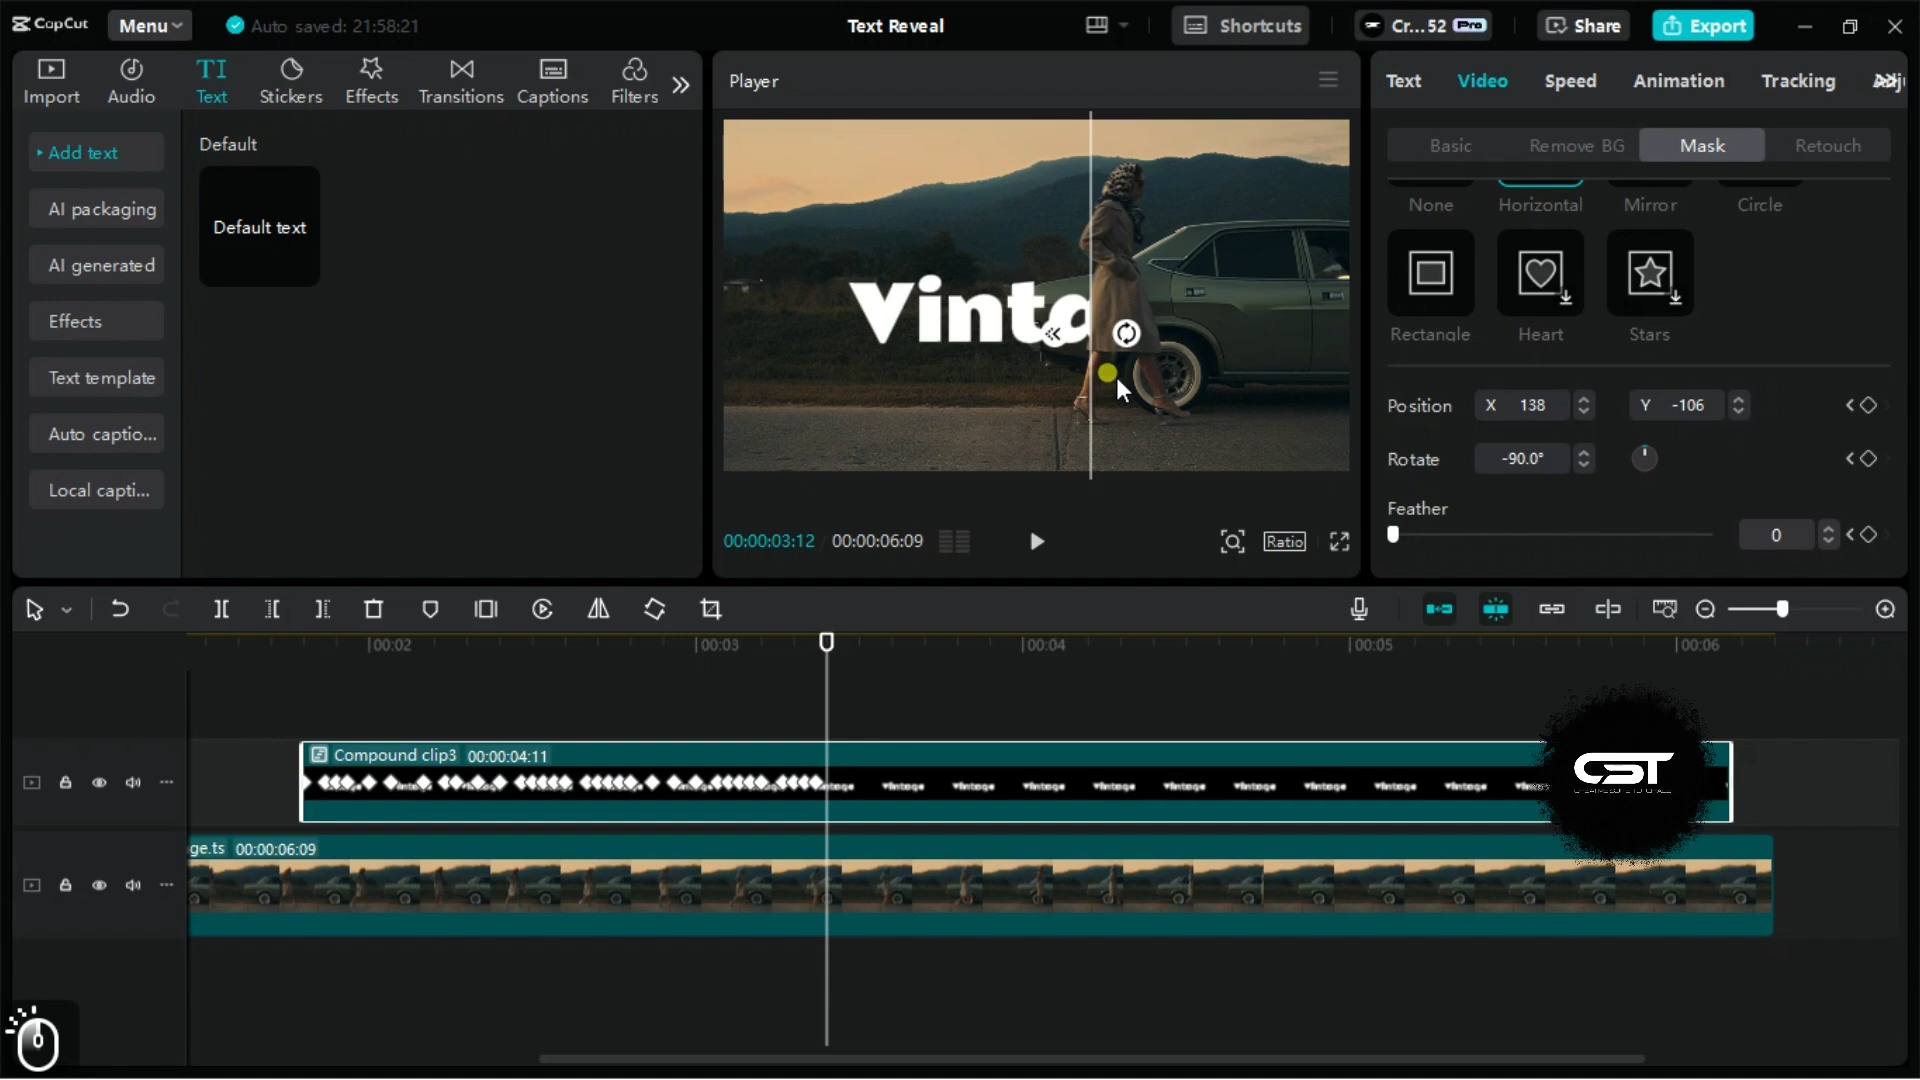 CapCut
Menu
Auto saved: 21:58:21
Text Reveal
Shortcuts
Cr...52 Pro
Share
Export
Import
Audio
TI
Text
Stickers
Effects
Transitions
Captions
Filters
Player
Text
Video
Speed
Animation
Tracking
Adj
Add text
AI packaging
AI generated
Effects
Text template
Auto captio...
Local capti...
Default
Default text
Vinta
00:00:03:12
00:00:06:09
Ratio
Basic
Remove BG
Mask
Retouch
None
Horizontal
Mirror
Circle
Rectangle
Heart
Stars
Position
X 138
Y -106
Rotate
-90.0°
Feather
0
00:02
00:03
00:04
00:05
00:06
Compound clip3 00:00:04:11
Vintage Vintage Vintage Vintage Vintage Vintage Vintage Vintage Vintage
CST
ge.ts 00:00:06:09